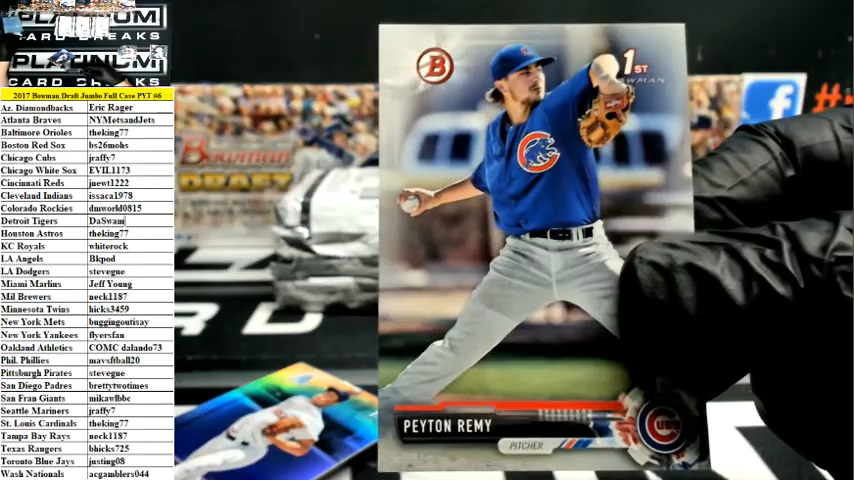 PLATINUM
CARD BREAKS
PLATINUM
CARD BREAKS
2017 Bowman Draft Jumbo Full Case PYT #6
Az. Diamondbacks Eric Rager
Atlanta Braves NYMetsandJets
Baltimore Orioles theking77
Boston Red Sox bs26mohs
Chicago Cubs jraffy7
Chicago White Sox EVIL1173
Cincinnati Reds jnewt1222
Cleveland Indians issaca1978
Colorado Rockies dmworld0815
Detroit Tigers DaSwam
Houston Astros theking77
KC Royals whiterock
LA Angels Bkpod
LA Dodgers stevegue
Miami Marlins Jeff Young
Mil Brewers neck1187
Minnesota Twins hicks3459
New York Mets buggingoutisay
New York Yankees flyersfan
Oakland Athletics COMC dalando73
Phil. Phillies mavsftball20
Pittsburgh Pirates stevegue
San Diego Padres brettytwotimes
San Fran Giants mikawlbbc
Seattle Mariners jraffy7
St. Louis Cardinals theking77
Tampa Bay Rays neck1187
Texas Rangers bhicks725
Toronto Blue Jays justing08
Wash Nationals acgamblers044
Bowman
DRAFT
R D
B
1ST
BOWMAN
PEYTON REMY
PITCHER
CUBS
f
#